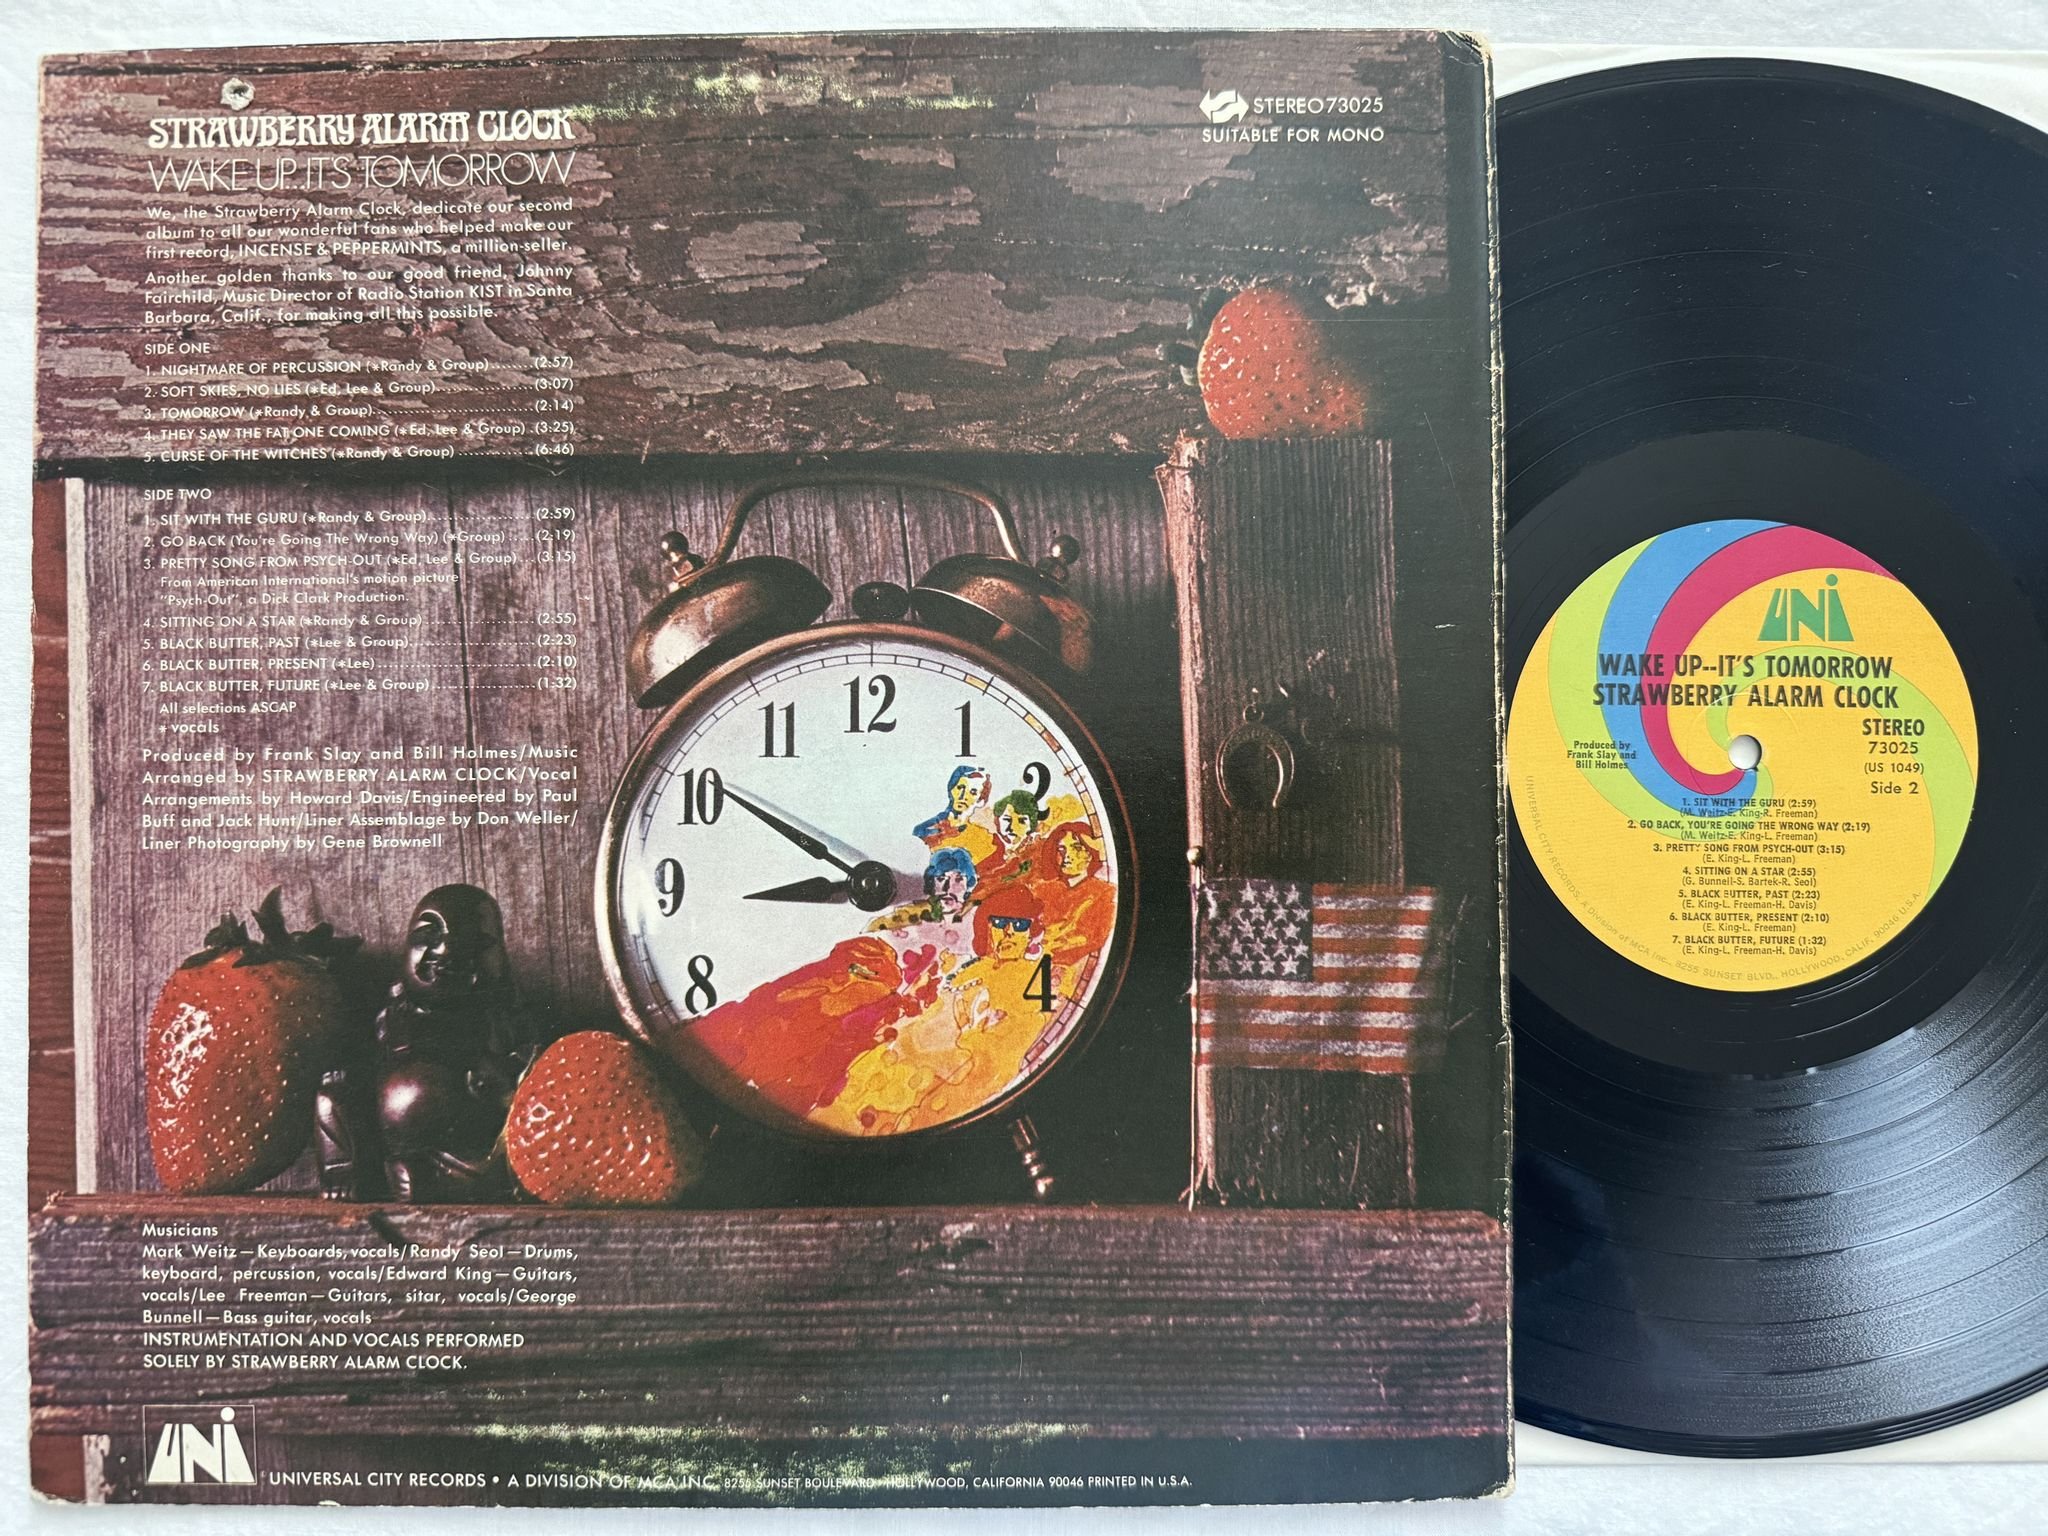 STRAWBERRY ALARM CLOCK
WAKE UP...IT'S TOMORROW
We, the Strawberry Alarm Clock, dedicate our second
album to all our wonderful fans who helped make our
first record, INCENSE & PEPPERMINTS, a million-seller.
Another golden thanks to our good friend, Johnny
Fairchild, Music Director of Radio Station KIST in Santa
Barbara, Calif., for making all this possible.
SIDE ONE
1. NIGHTMARE OF PERCUSSION (*Randy & Group)........(2:57)
2. SOFT SKIES, NO LIES (*Ed, Lee & Group)..................(3:07)
3. TOMORROW (*Randy & Group)..............................(2:14)
4. THEY SAW THE FAT ONE COMING (*Ed, Lee & Group) ..(3:25)
5. CURSE OF THE WITCHES (*Randy & Group) ..............(6:46)
SIDE TWO
1. SIT WITH THE GURU (*Randy & Group)....................(2:59)
2. GO BACK (You're Going The Wrong Way) (*Group) .....(2:19)
3. PRETTY SONG FROM PSYCH-OUT (*Ed, Lee & Group)...(3:15)
From American International's motion picture
"Psych-Out", a Dick Clark Production.
4. SITTING ON A STAR (*Randy & Group) ....................(2:55)
5. BLACK BUTTER, PAST (*Lee & Group)......................(2:23)
6. BLACK BUTTER, PRESENT (*Lee) ............................(2:10)
7. BLACK BUTTER, FUTURE (*Lee & Group) ...................(1:32)
All selections ASCAP
* vocals
Produced by Frank Slay and Bill Holmes/Music
Arranged by STRAWBERRY ALARM CLOCK/Vocal
Arrangements by Howard Davis/Engineered by Paul
Buff and Jack Hunt/Liner Assemblage by Don Weller/
Liner Photography by Gene Brownell
Musicians
Mark Weitz—Keyboards, vocals/Randy Seol—Drums,
keyboard, percussion, vocals/Edward King—Guitars,
vocals/Lee Freeman—Guitars, sitar, vocals/George
Bunnell—Bass guitar, vocals
INSTRUMENTATION AND VOCALS PERFORMED
SOLELY BY STRAWBERRY ALARM CLOCK.
UNI
UNIVERSAL CITY RECORDS • A DIVISION OF MCA INC. 8255 SUNSET BOULEVARD HOLLYWOOD, CALIFORNIA 90046 PRINTED IN U.S.A.
STEREO 73025
SUITABLE FOR MONO
12
11
1
10
2
9
8
4
UNI
WAKE UP--IT'S TOMORROW
STRAWBERRY ALARM CLOCK
STEREO
73025
(US 1049)
Side 2
Produced by
Frank Slay and
Bill Holmes
1. SIT WITH THE GURU (2:59)
(M. Weitz-E. King-R. Freeman)
2. GO BACK, YOU'RE GOING THE WRONG WAY (2:19)
(M. Weitz-E. King-L. Freeman)
3. PRETTY SONG FROM PSYCH-OUT (3:15)
(E. King-L. Freeman)
4. SITTING ON A STAR (2:55)
(G. Bunnell-S. Bartek-R. Seol)
5. BLACK BUTTER, PAST (2:23)
(E. King-L. Freeman-H. Davis)
6. BLACK BUTTER, PRESENT (2:10)
(E. King-L. Freeman)
7. BLACK BUTTER, FUTURE (1:32)
(E. King-L. Freeman-H. Davis)
UNIVERSAL CITY RECORDS, A Division of MCA Inc., 8255 SUNSET BLVD., HOLLYWOOD, CALIF. 90046 U.S.A.